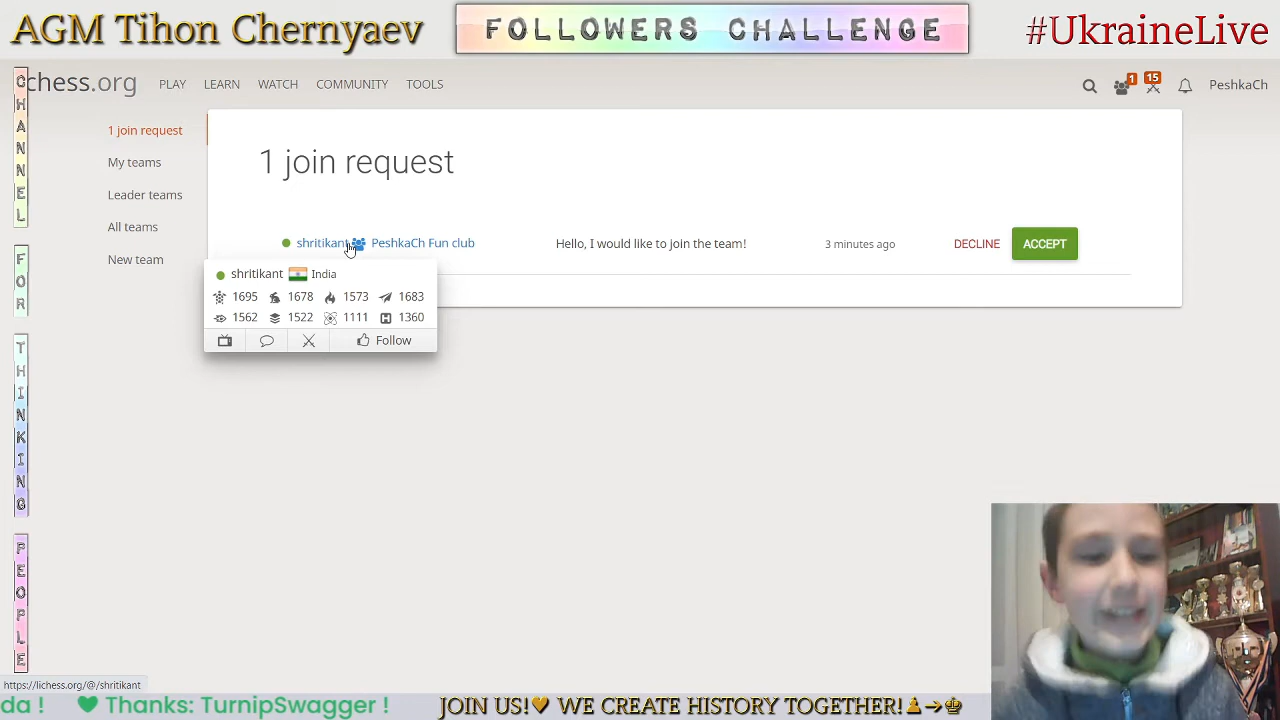 AGM Tihon Chernyaev
FOLLOWERS CHALLENGE
#UkraineLive
chess.org
PLAY
LEARN
WATCH
COMMUNITY
TOOLS
1
15
PeshkaCh
1 join request
My teams
Leader teams
All teams
New team
1 join request
shritikant PeshkaCh Fun club
Hello, I would like to join the team!
3 minutes ago
DECLINE
ACCEPT
shritikant India
1695 1678 1573 1683
1562 1522 1111 1360
Follow
CHANNEL
FOR
THINKING
PEOPLE
https://lichess.org/@/shritikant
da ! Thanks: TurnipSwagger !
JOIN US! WE CREATE HISTORY TOGETHER!